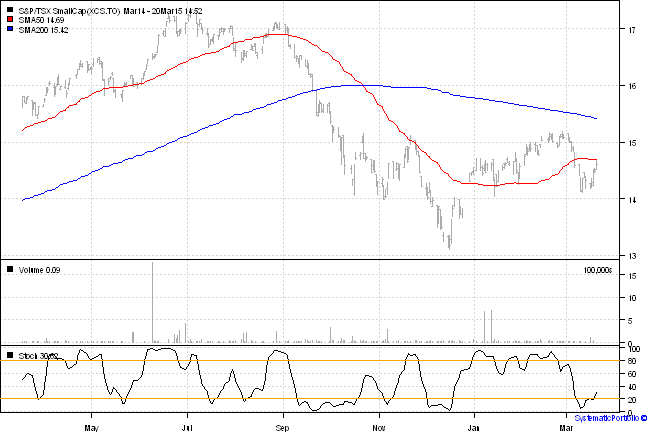 S&P/TSX SmallCap(XCS.TO) Mar14 - 20Mar15 14.52
SMA50 14.69
SMA200 15.42
17
16
15
14
13
Volume 0.09
100,000s
15
10
5
0
Stoch 30.62
100
80
60
40
20
0
May
Jul
Sep
Nov
Jan
Mar
SystematicPortfolio ©